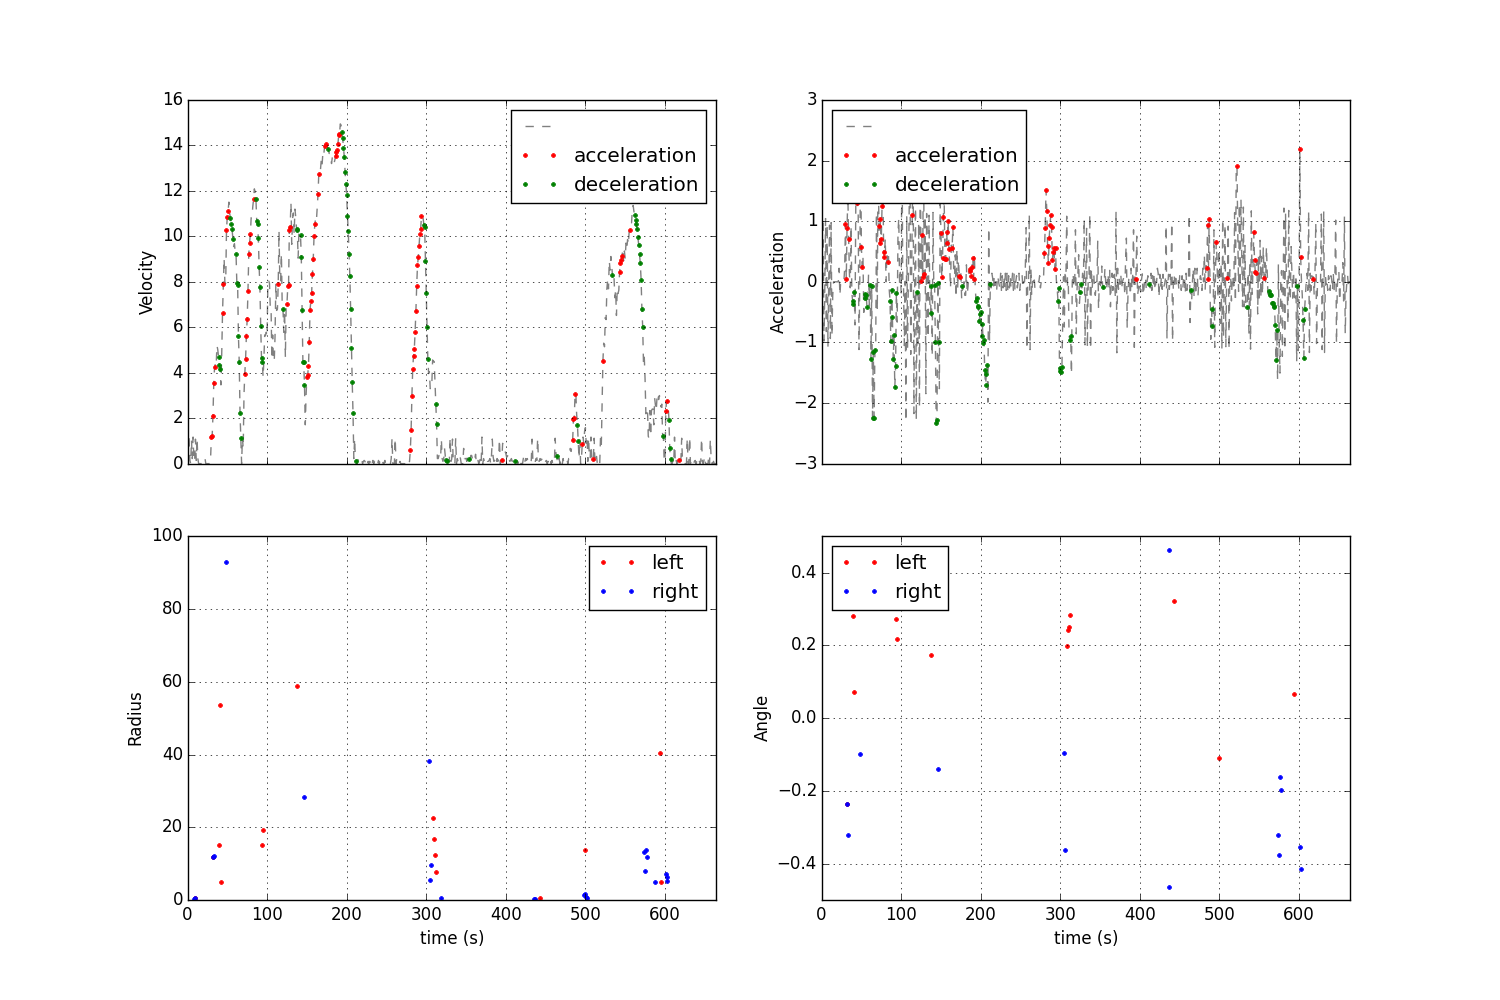 16
14
12
10
8
6
4
2
0
Velocity
acceleration
deceleration
3
2
1
0
−1
−2
−3
Acceleration
acceleration
deceleration
100
80
60
40
20
0
Radius
0 100 200 300 400 500 600
time (s)
left
right
0.4
0.2
0.0
−0.2
−0.4
Angle
0 100 200 300 400 500 600
time (s)
left
right